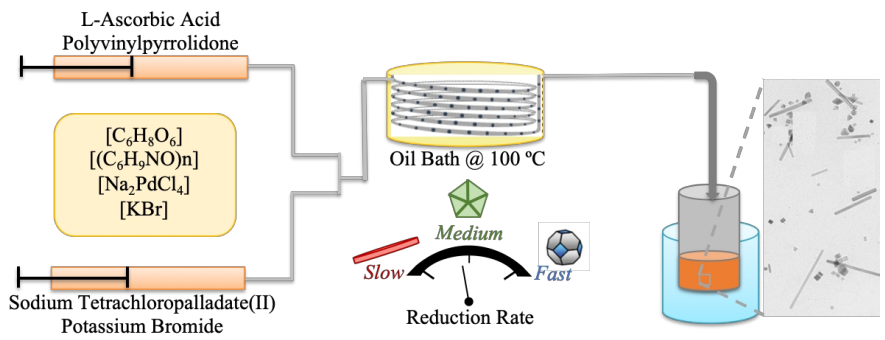 L-Ascorbic Acid
Polyvinylpyrrolidone
[C₆H₈O₆]
[(C₆H₉NO)n]
[Na₂PdCl₄]
[KBr]
Sodium Tetrachloropalladate(II)
Potassium Bromide
Oil Bath @ 100 ºC
Medium
Slow
Fast
Reduction Rate